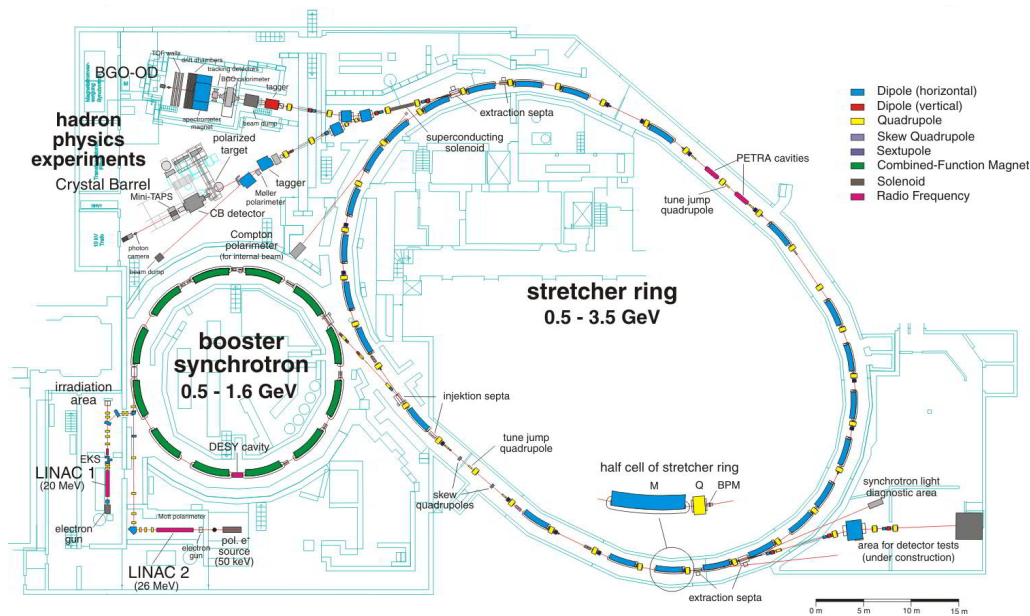 TOF walls
drift chambers
tracking detectors
BGO calorimeter
BGO-OD
tagger
spectrometer
magnet
beam dump
hadron
physics
experiments
polarized
target
Crystal Barrel
Mini-TAPS
tagger
Møller
polarimeter
CB detector
photon
camera
beam dump
Compton
polarimeter
(for internal beam)
superconducting
solenoid
extraction septa
PETRA cavities
tune jump
quadrupole
Dipole (horizontal)
Dipole (vertical)
Quadrupole
Skew Quadrupole
Sextupole
Combined-Function Magnet
Solenoid
Radio Frequency
stretcher ring
0.5 - 3.5 GeV
booster
synchrotron
0.5 - 1.6 GeV
DESY cavity
irradiation
area
EKS
LINAC 1
(20 MeV)
electron
gun
Mott polarimeter
electron
gun
pol. e⁻
source
(50 keV)
LINAC 2
(26 MeV)
injektion septa
tune jump
quadrupole
skew
quadrupoles
half cell of stretcher ring
M
Q
BPM
synchrotron light
diagnostic area
area for detector tests
(under construction)
extraction septa
0 m
5 m
10 m
15 m